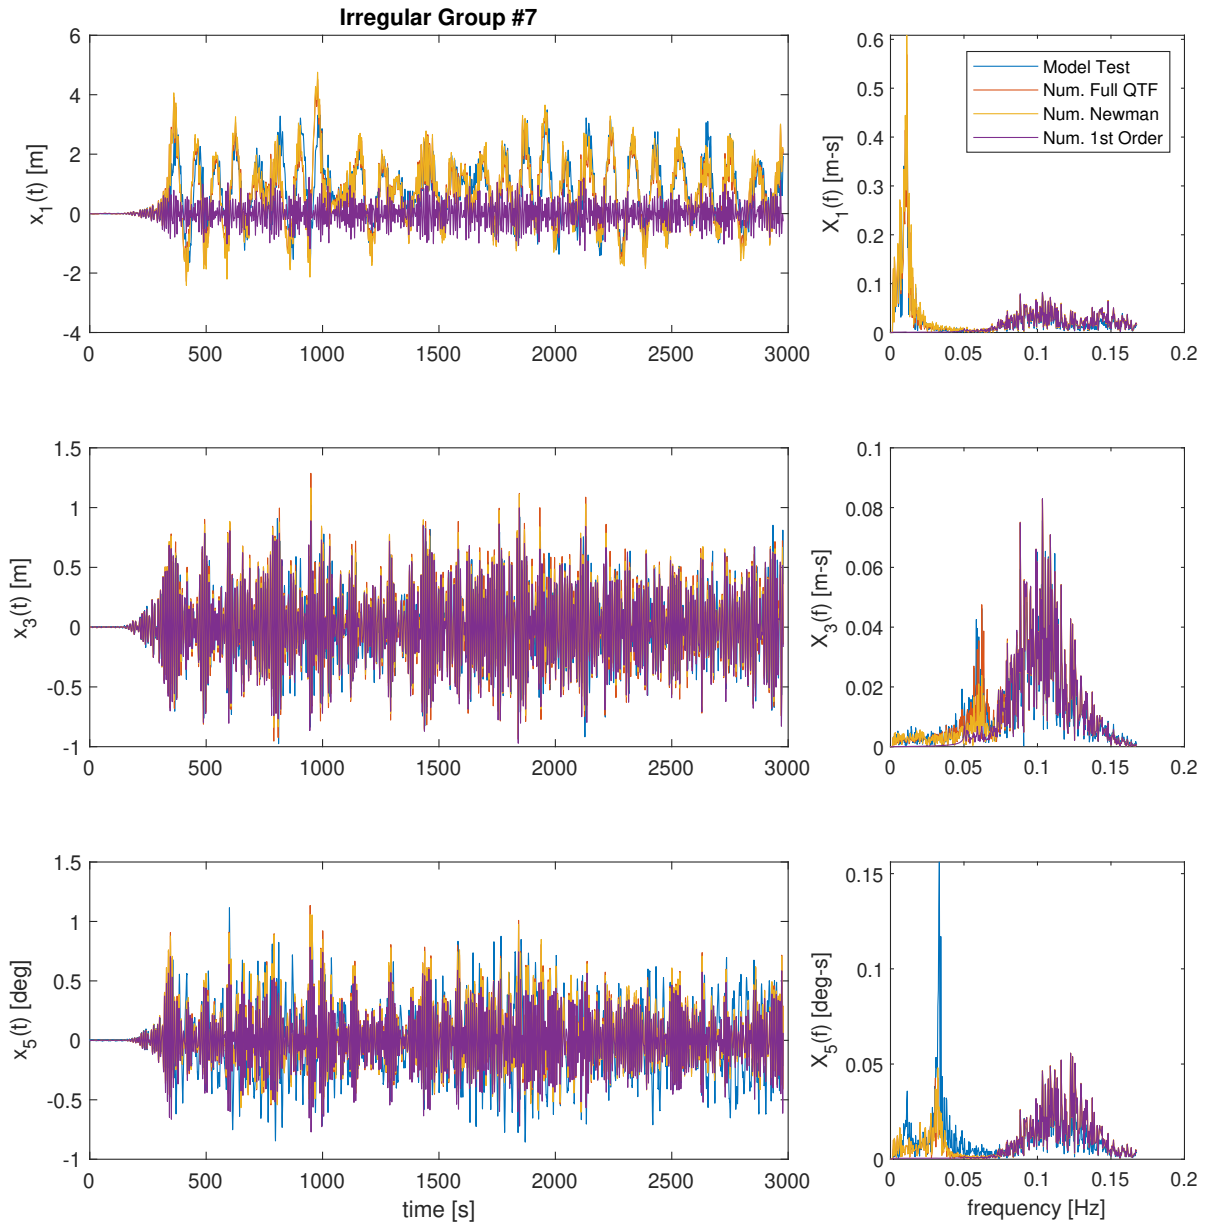 Irregular Group #7
6
4
2
0
-2
-4
x1(t) [m]
0 500 1000 1500 2000 2500 3000
0.6
0.5
0.4
0.3
0.2
0.1
0
X1(f) [m-s]
0 0.05 0.1 0.15 0.2
Model Test
Num. Full QTF
Num. Newman
Num. 1st Order
1.5
1
0.5
0
-0.5
-1
x3(t) [m]
0 500 1000 1500 2000 2500 3000
0.1
0.08
0.06
0.04
0.02
0
X3(f) [m-s]
0 0.05 0.1 0.15 0.2
1.5
1
0.5
0
-0.5
-1
x5(t) [deg]
0 500 1000 1500 2000 2500 3000
time [s]
0.15
0.1
0.05
0
X5(f) [deg-s]
0 0.05 0.1 0.15 0.2
frequency [Hz]